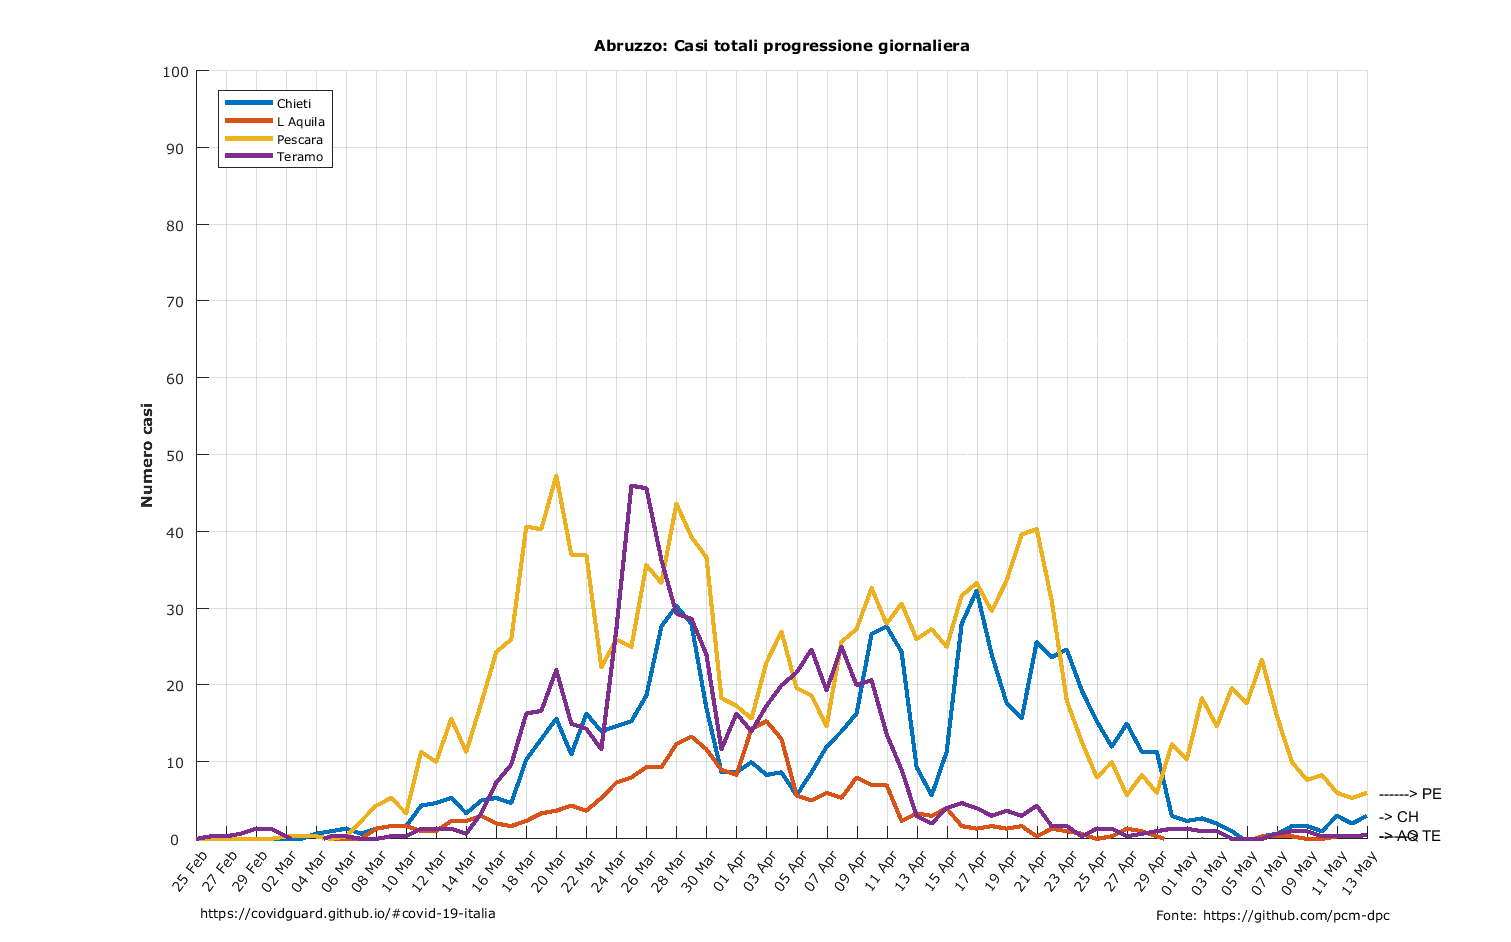 Abruzzo: Casi totali progressione giornaliera
100
90
80
70
60
50
40
30
20
10
0
Numero casi
Chieti
L Aquila
Pescara
Teramo
------> PE
-> CH
-> AQ TE
25 Feb
27 Feb
29 Feb
02 Mar
04 Mar
06 Mar
08 Mar
10 Mar
12 Mar
14 Mar
16 Mar
18 Mar
20 Mar
22 Mar
24 Mar
26 Mar
28 Mar
30 Mar
01 Apr
03 Apr
05 Apr
07 Apr
09 Apr
11 Apr
13 Apr
15 Apr
17 Apr
19 Apr
21 Apr
23 Apr
25 Apr
27 Apr
29 Apr
01 May
03 May
05 May
07 May
09 May
11 May
13 May
https://covidguard.github.io/#covid-19-italia
Fonte: https://github.com/pcm-dpc